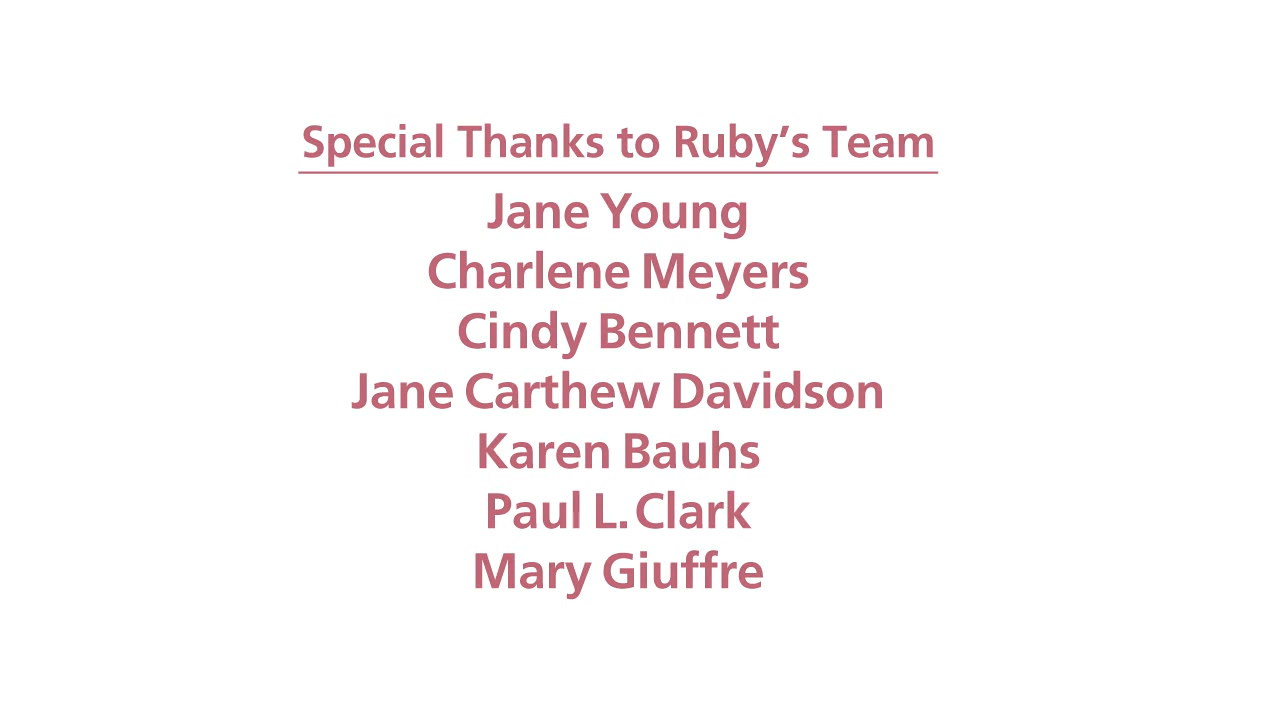 Special Thanks to Ruby‘s Team
Jane Young
Charlene Meyers
Cindy Bennett
Jane Carthew Davidson
Karen Bauhs
Paul L. Clark
Mary Giuffre